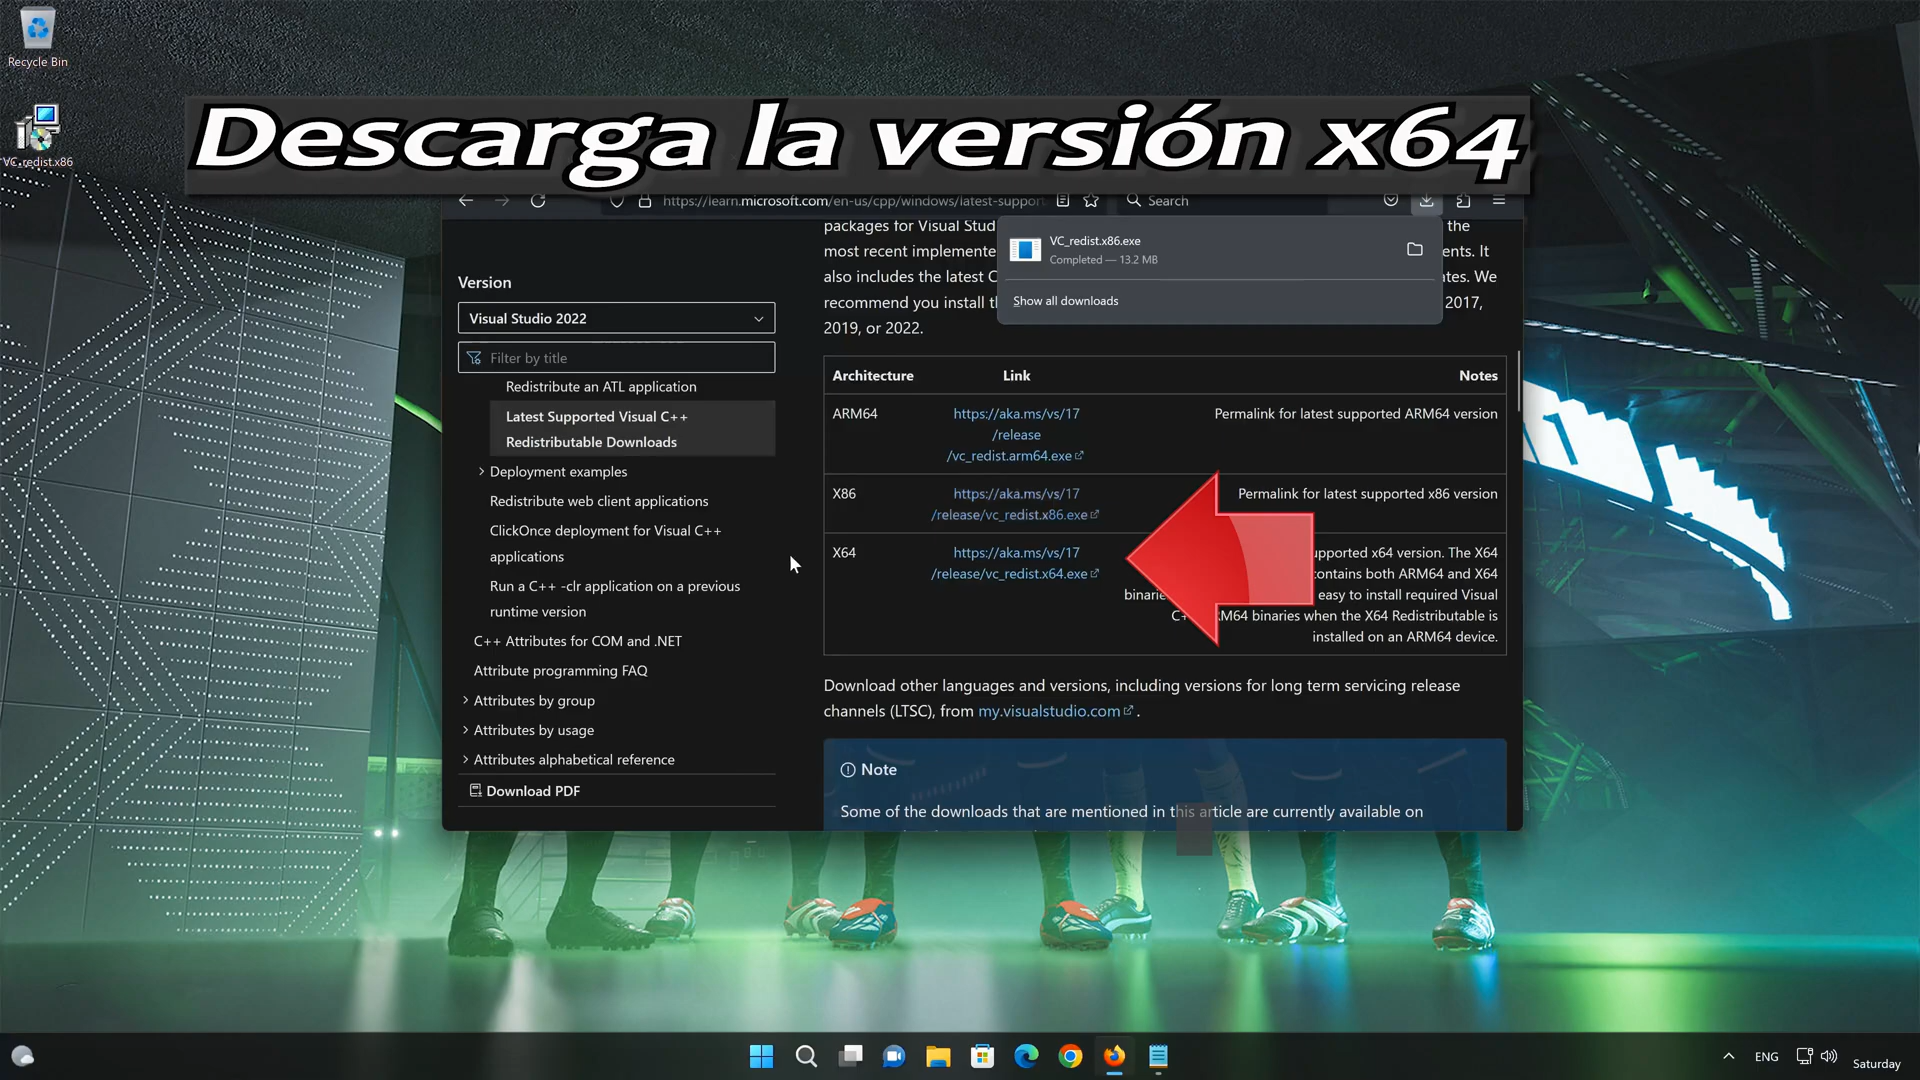 Recycle Bin
VC_redist.x86
Descarga la versión x64
https://learn.microsoft.com/en-us/cpp/windows/latest-support
Search
VC_redist.x86.exe
Completed — 13.2 MB
Show all downloads
Version
Visual Studio 2022
Filter by title
Redistribute an ATL application
Latest Supported Visual C++
Redistributable Downloads
Deployment examples
Redistribute web client applications
ClickOnce deployment for Visual C++
applications
Run a C++ -clr application on a previous
runtime version
C++ Attributes for COM and .NET
Attribute programming FAQ
Attributes by group
Attributes by usage
Attributes alphabetical reference
Download PDF
packages for Visual Stud the
most recent implemente ents. It
also includes the latest C tes. We
recommend you install t 2017,
2019, or 2022.
Architecture Link Notes
ARM64 https://aka.ms/vs/17 Permalink for latest supported ARM64 version
/release
/vc_redist.arm64.exe
X86 https://aka.ms/vs/17 Permalink for latest supported x86 version
/release/vc_redist.x86.exe
X64 https://aka.ms/vs/17 upported x64 version. The X64
/release/vc_redist.x64.exe contains both ARM64 and X64
binarie easy to install required Visual
C+ RM64 binaries when the X64 Redistributable is
installed on an ARM64 device.
Download other languages and versions, including versions for long term servicing release
channels (LTSC), from my.visualstudio.com.
Note
Some of the downloads that are mentioned in this article are currently available on
ENG
Saturday